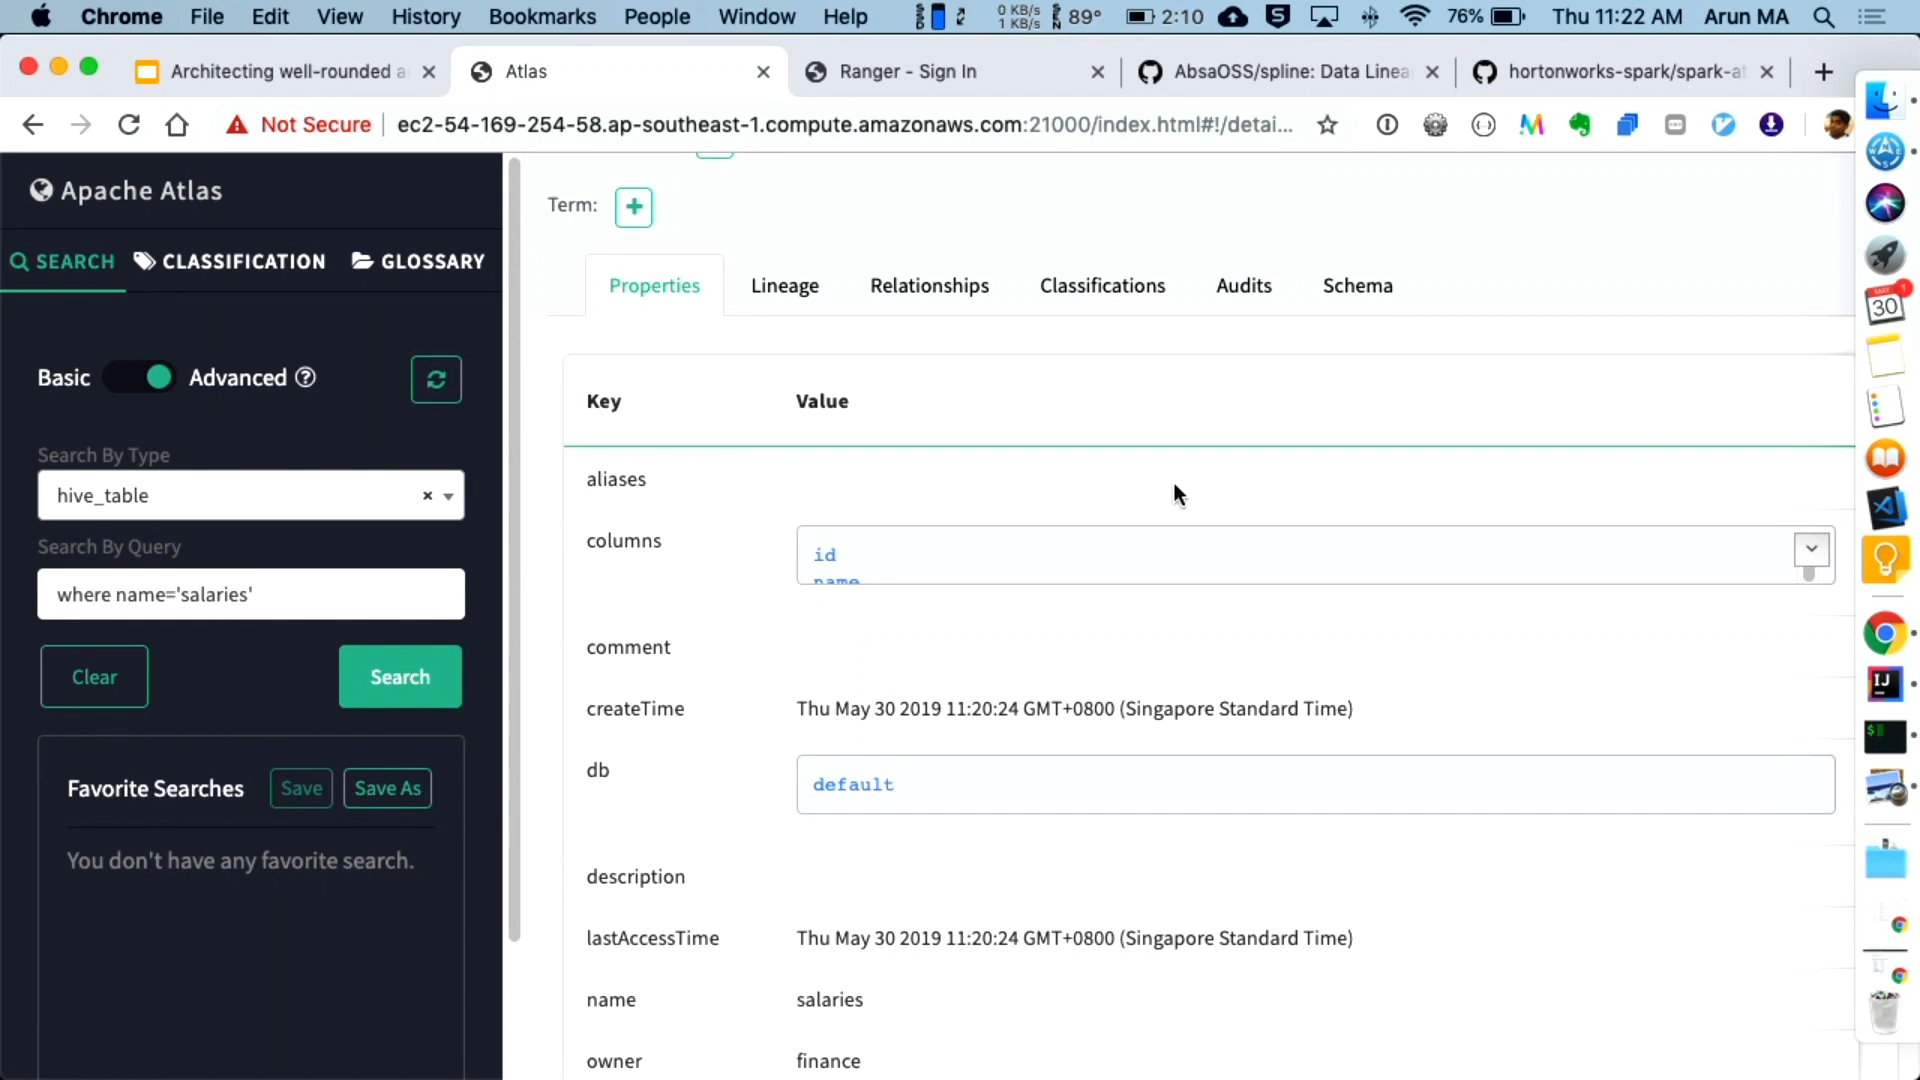 Chrome File Edit View History Bookmarks People Window Help 0 KB/s 1 KB/s 89° 2:10 76% Thu 11:22 AM Arun MA
Architecting well-rounded a
Atlas
Ranger - Sign In
AbsaOSS/spline: Data Linea
hortonworks-spark/spark-at
Not Secure ec2-54-169-254-58.ap-southeast-1.compute.amazonaws.com:21000/index.html#!/detai...
Apache Atlas
SEARCH CLASSIFICATION GLOSSARY
Basic Advanced
Search By Type
hive_table
Search By Query
where name='salaries'
Clear Search
Favorite Searches Save Save As
You don't have any favorite search.
Term:
Properties Lineage Relationships Classifications Audits Schema
Key Value
aliases
columns id
name
comment
createTime Thu May 30 2019 11:20:24 GMT+0800 (Singapore Standard Time)
db default
description
lastAccessTime Thu May 30 2019 11:20:24 GMT+0800 (Singapore Standard Time)
name salaries
owner finance
MAY
30
1
IJ